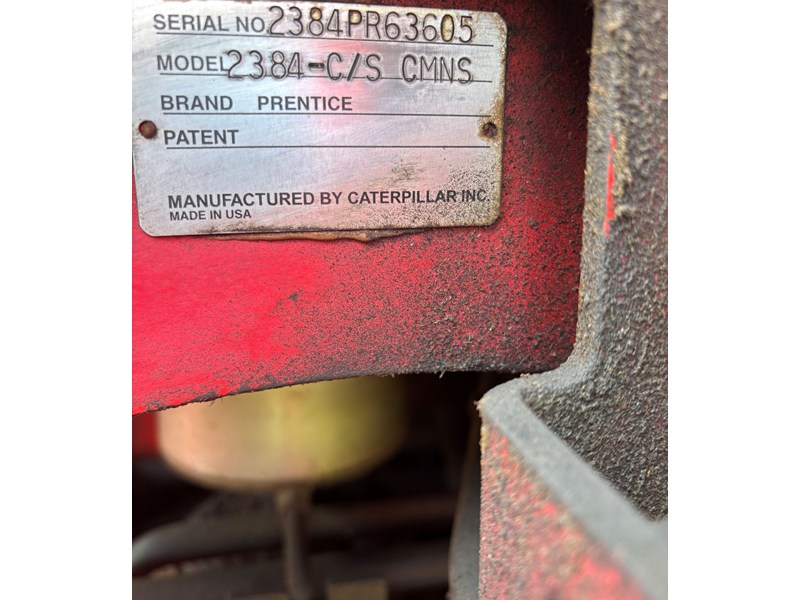 SERIAL NO 2384PR63605
MODEL 2384-C/S CMNS
BRAND PRENTICE
PATENT
MANUFACTURED BY CATERPILLAR INC.
MADE IN USA